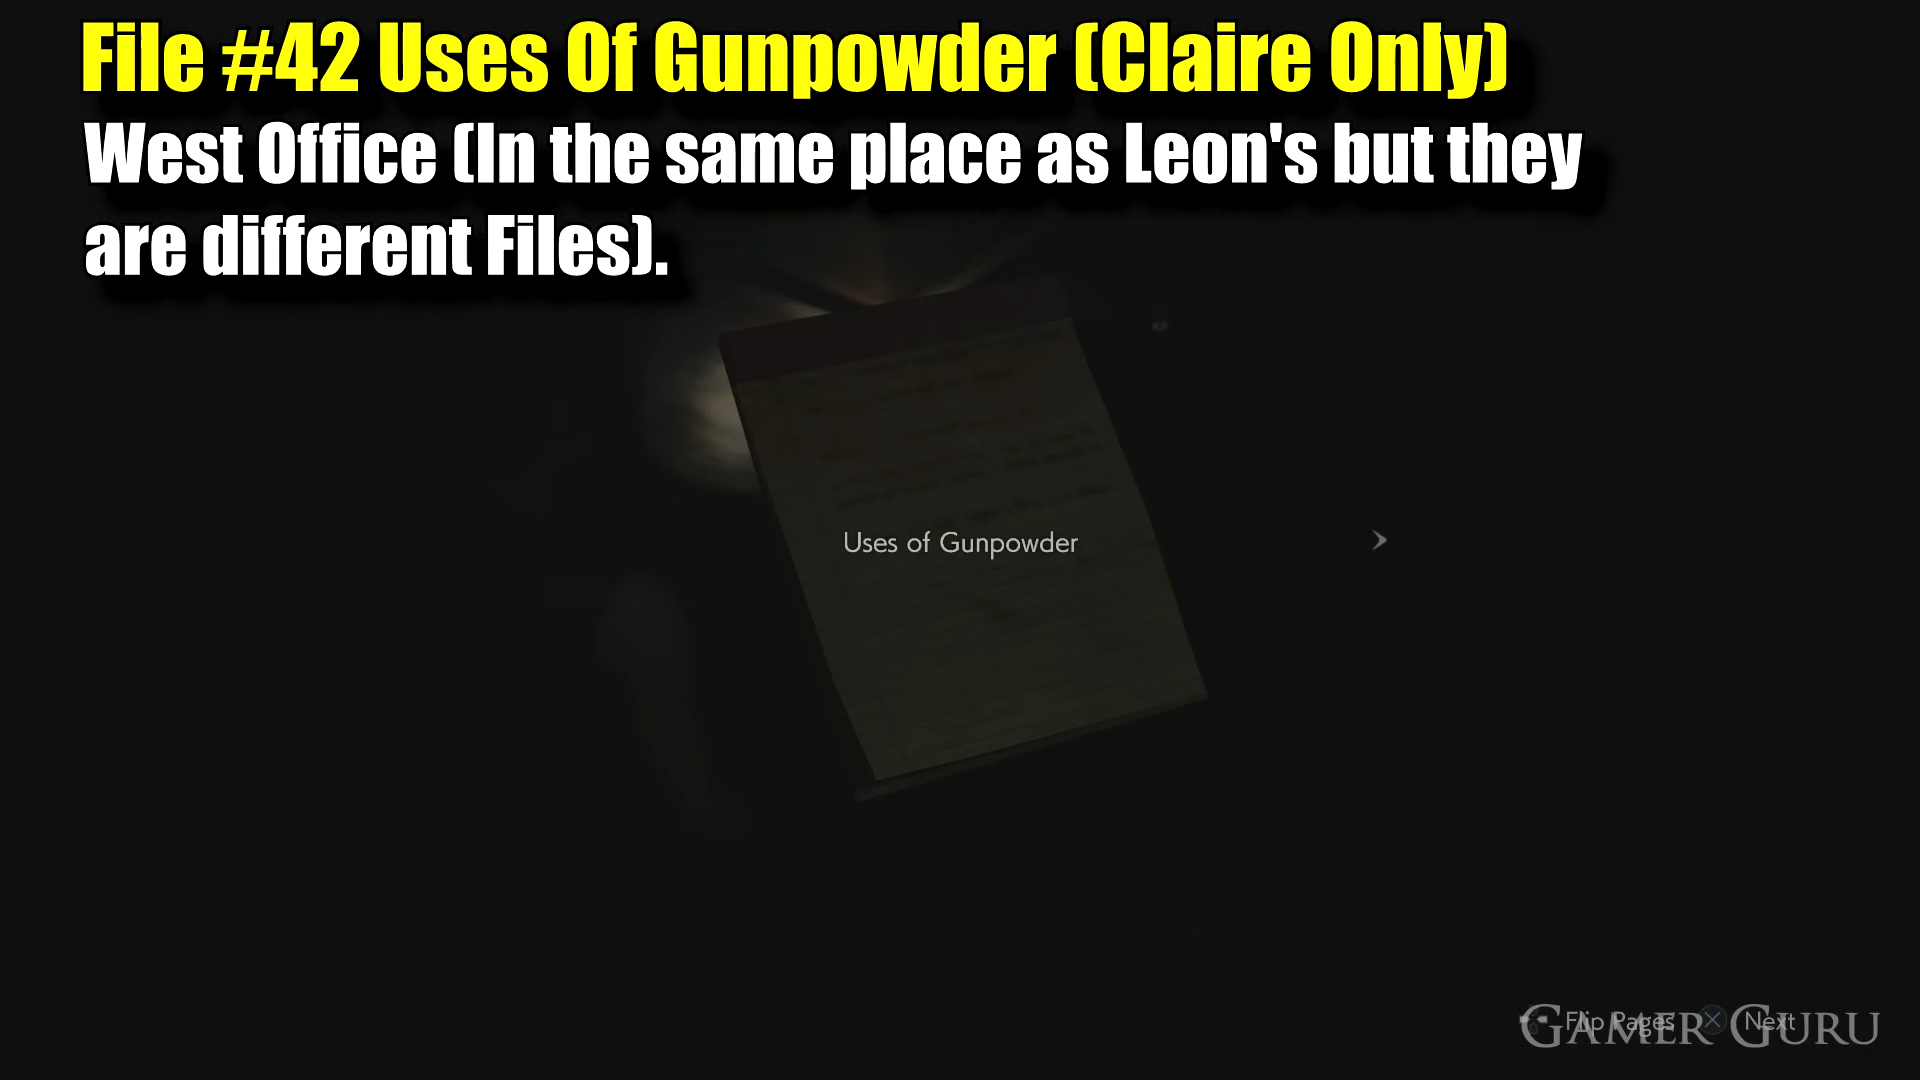 File #42 Uses Of Gunpowder (Claire Only)
West Office (In the same place as Leon's but they
are different Files).
Uses of Gunpowder
Flip Pages Next
GAMER GURU